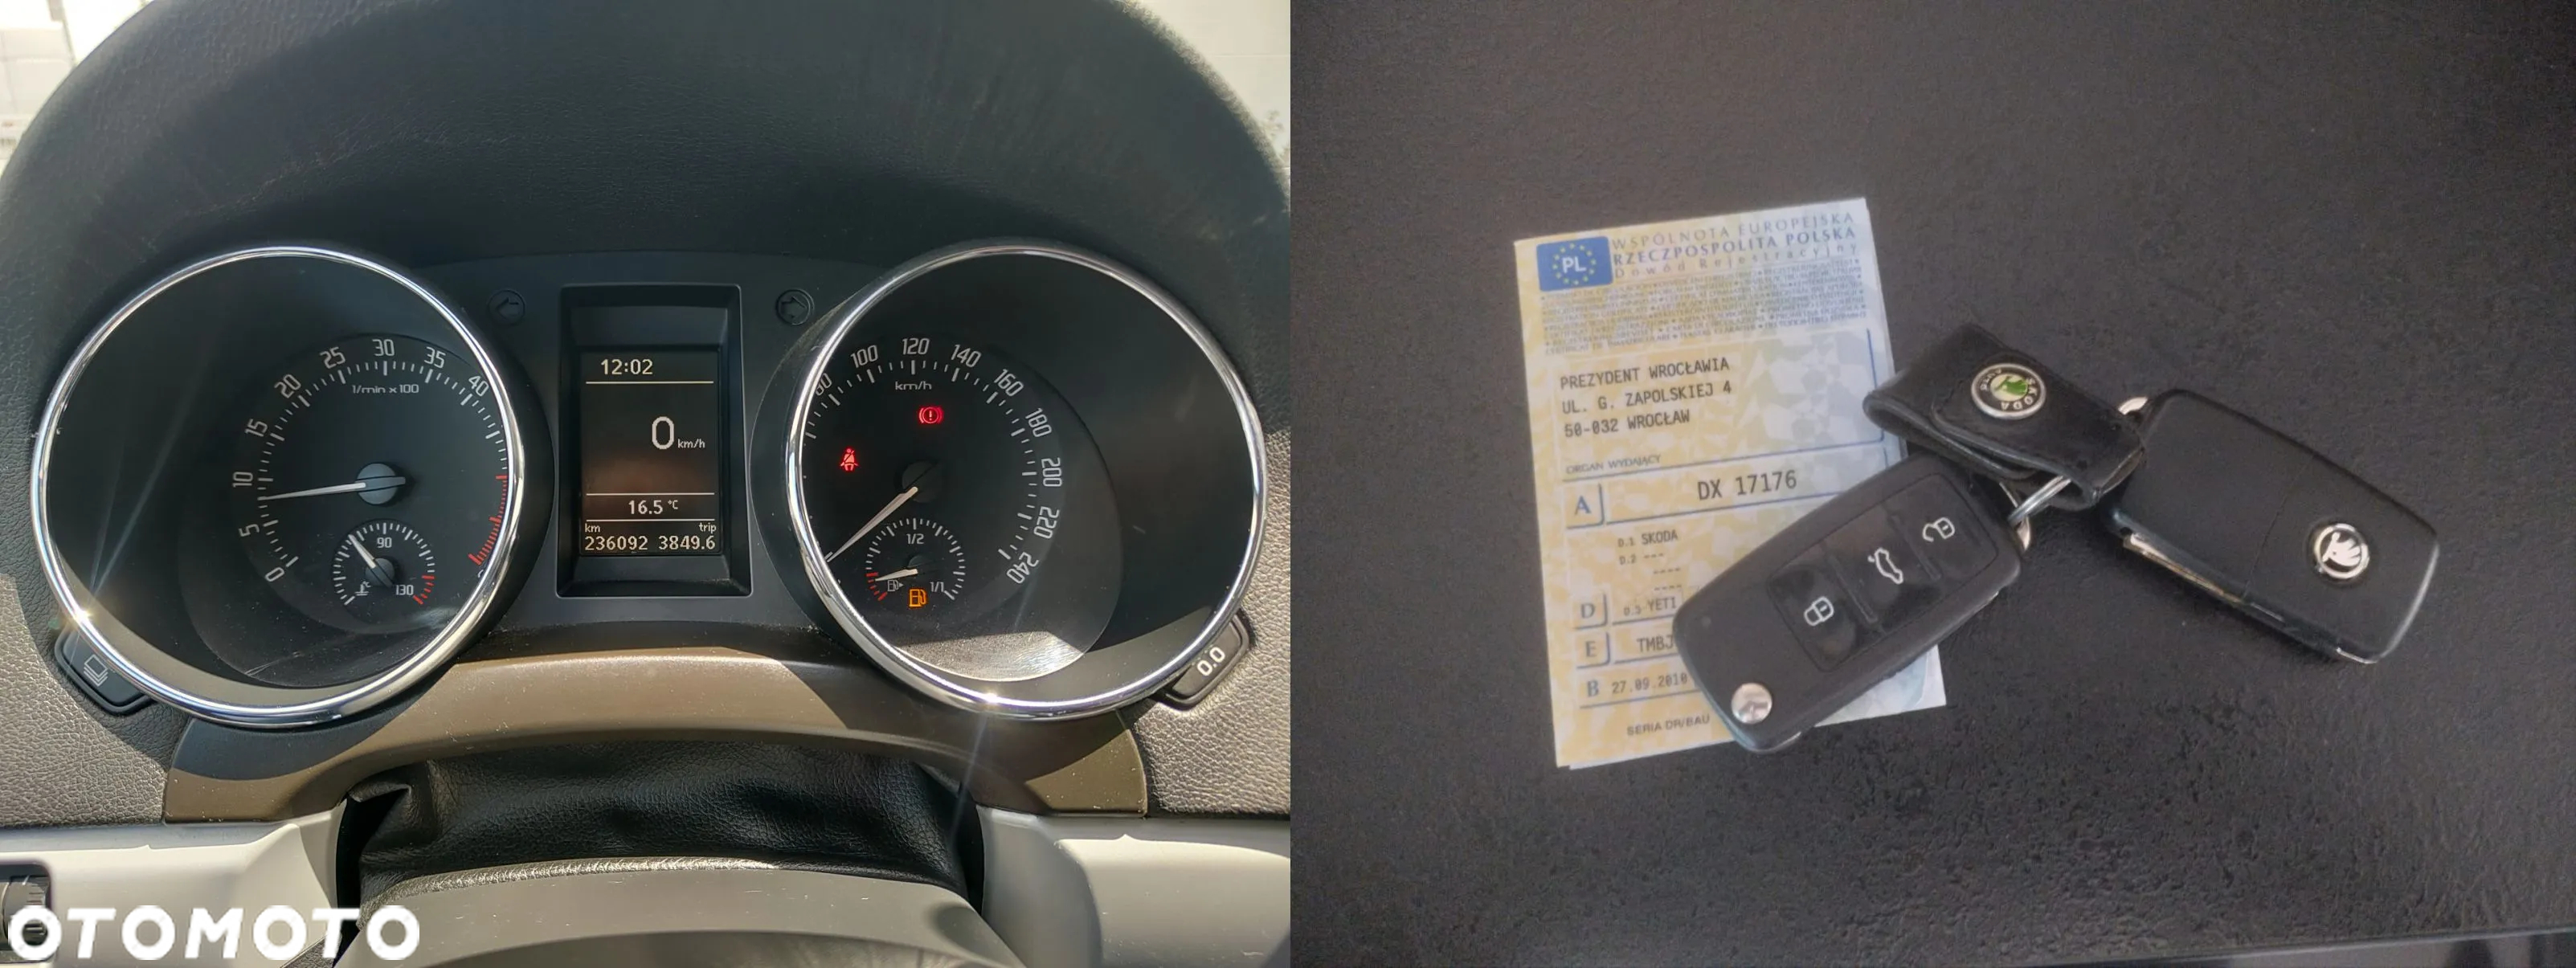 12:02
0 km/h
16.5 °C
km trip
236092 3849.6
0 5 10 15 20 25 30 35 40
1/min x 100
90
130
80 100 120 140 160 180 200 220 240
km/h
1/2
1/1
0.0
OTOMOTO
PL
WSPÓLNOTA EUROPEJSKA
RZECZPOSPOLITA POLSKA
Dowód Rejestracyjny
PREZYDENT WROCŁAWIA
UL. G. ZAPOLSKIEJ 4
50-032 WROCŁAW
ORGAN WYDAJĄCY
A DX 17176
D.1 SKODA
D.2 ---
----
----
D D.3 YETI
E TMBJ
B 27.09.2010
SERIA DR/BAU
SKODA
AUTO